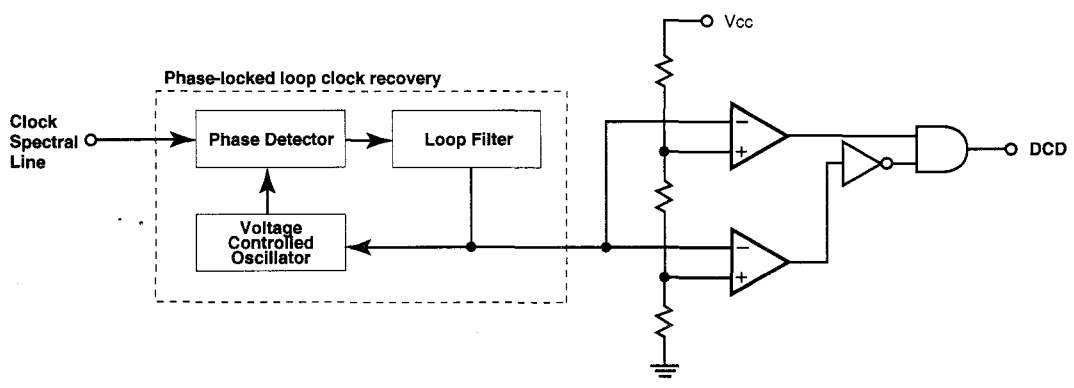 Vcc
Phase-locked loop clock recovery
Clock
Spectral
Line
Phase Detector
Loop Filter
Voltage
Controlled
Oscillator
−
+
−
+
DCD